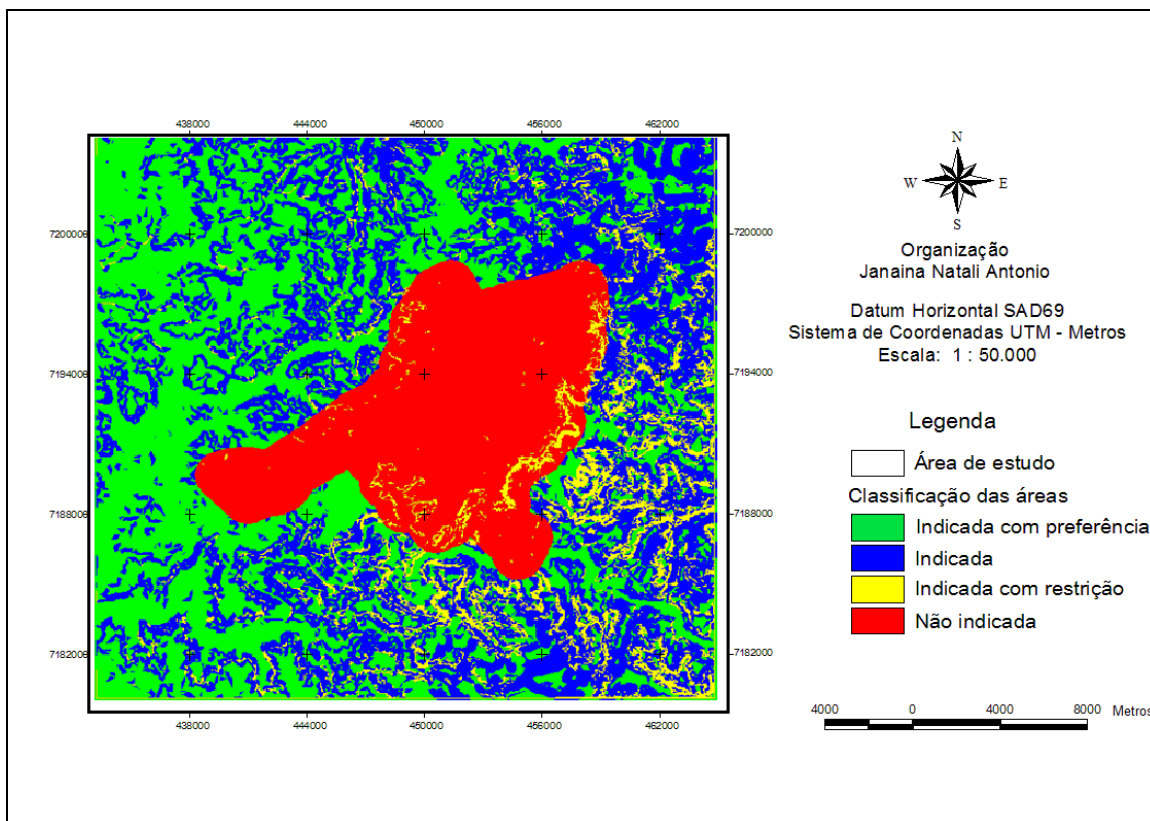 438000 444000 450000 456000 462000
7200000 7200000
7194000 7194000
7188000 7188000
7182000 7182000
438000 444000 450000 456000 462000
N
W E
S
Organização
Janaina Natali Antonio
Datum Horizontal SAD69
Sistema de Coordenadas UTM - Metros
Escala: 1 : 50.000
Legenda
Área de estudo
Classificação das áreas
Indicada com preferência
Indicada
Indicada com restrição
Não indicada
4000 0 4000 8000 Metros